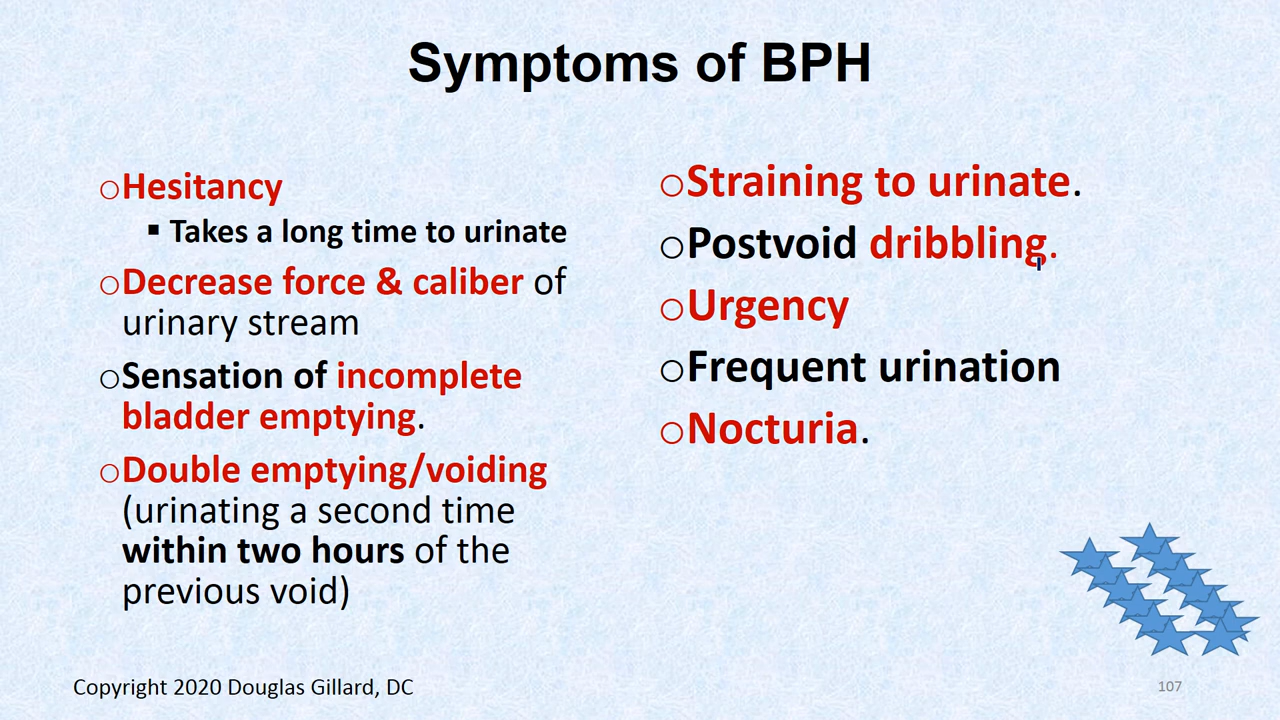 Symptoms of BPH
○Hesitancy
▪ Takes a long time to urinate
○Decrease force & caliber of
urinary stream
○Sensation of incomplete
bladder emptying.
○Double emptying/voiding
(urinating a second time
within two hours of the
previous void)
○Straining to urinate.
○Postvoid dribbling.
○Urgency
○Frequent urination
○Nocturia.
Copyright 2020 Douglas Gillard, DC
107